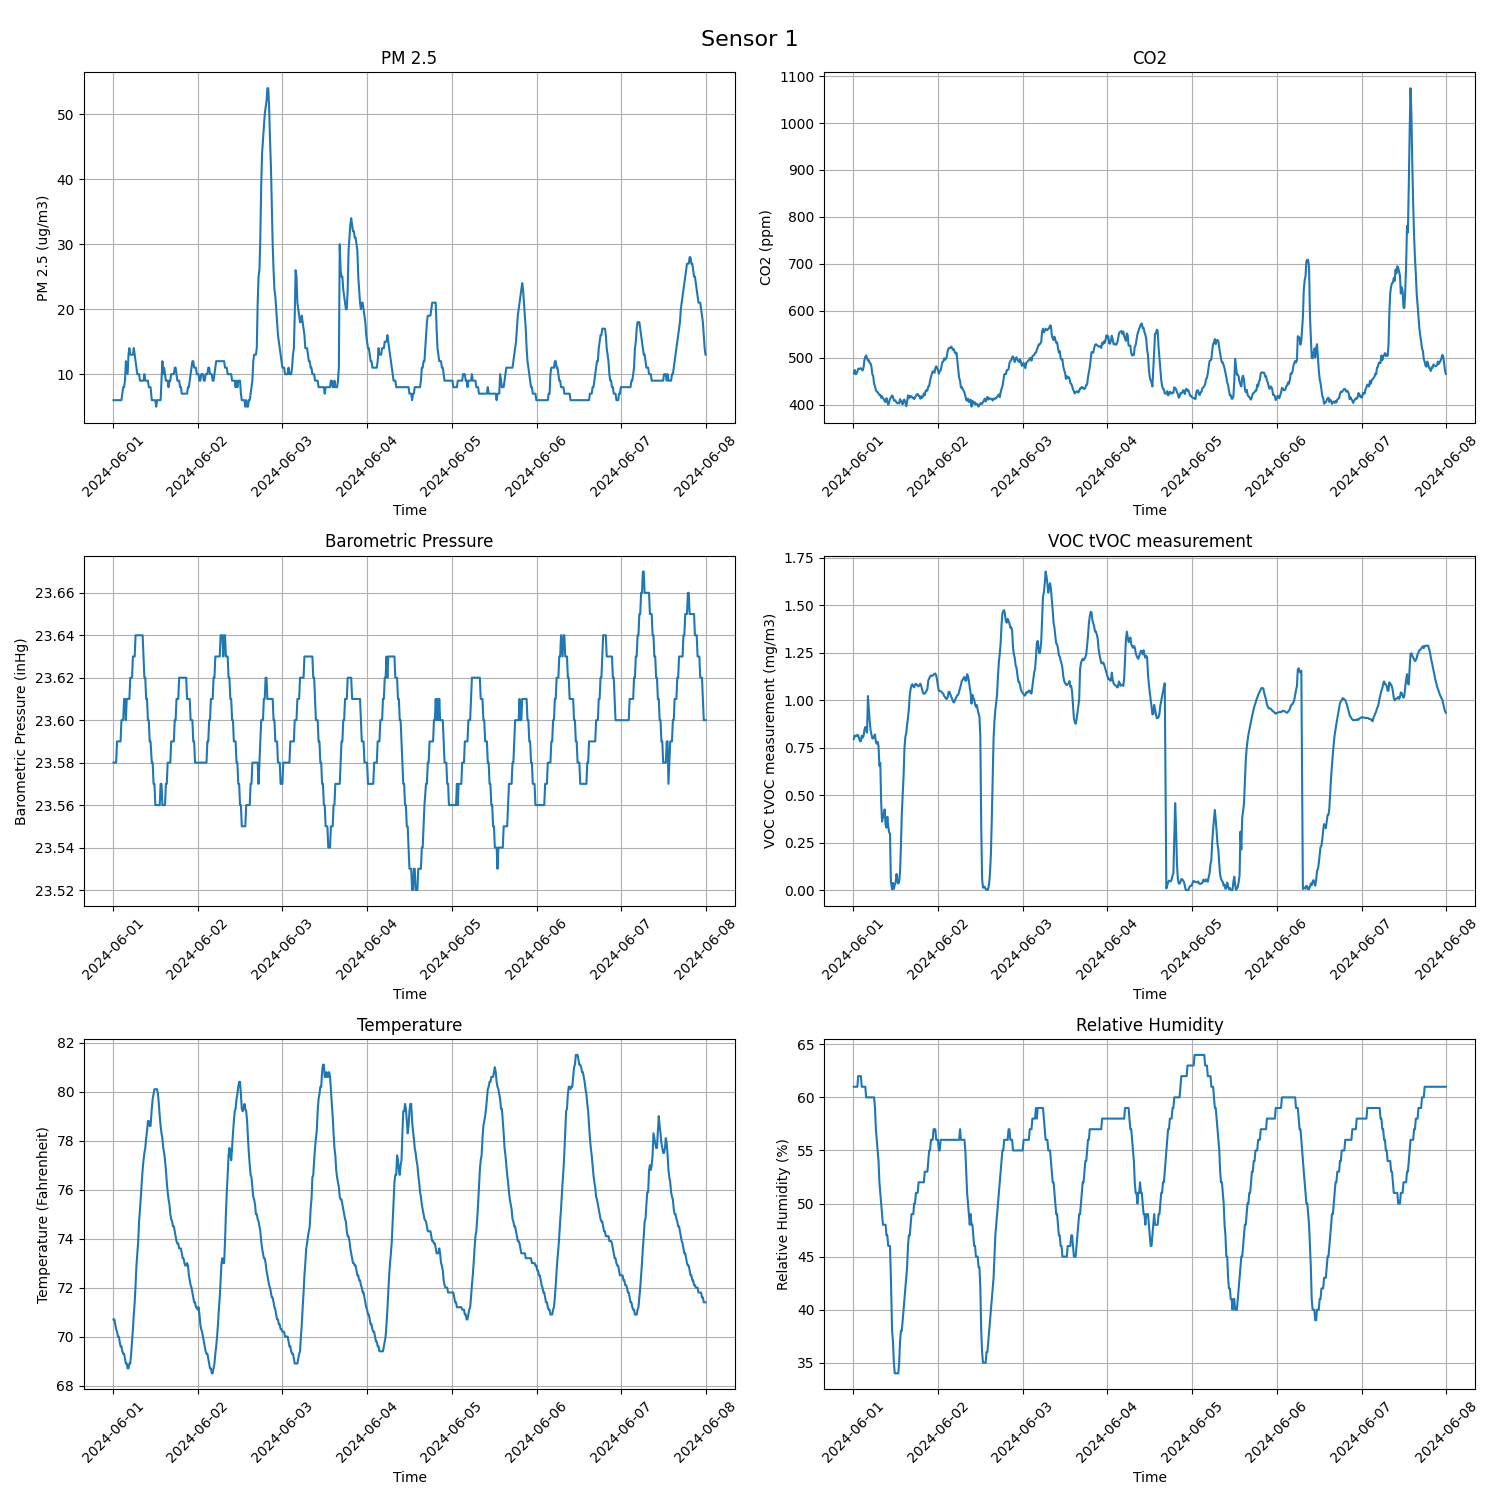 Sensor 1
PM 2.5
PM 2.5 (ug/m3)
50
40
30
20
10
2024-06-01 2024-06-02 2024-06-03 2024-06-04 2024-06-05 2024-06-06 2024-06-07 2024-06-08
Time
CO2
CO2 (ppm)
1100
1000
900
800
700
600
500
400
2024-06-01 2024-06-02 2024-06-03 2024-06-04 2024-06-05 2024-06-06 2024-06-07 2024-06-08
Time
Barometric Pressure
Barometric Pressure (inHg)
23.66
23.64
23.62
23.60
23.58
23.56
23.54
23.52
2024-06-01 2024-06-02 2024-06-03 2024-06-04 2024-06-05 2024-06-06 2024-06-07 2024-06-08
Time
VOC tVOC measurement
VOC tVOC measurement (mg/m3)
1.75
1.50
1.25
1.00
0.75
0.50
0.25
0.00
2024-06-01 2024-06-02 2024-06-03 2024-06-04 2024-06-05 2024-06-06 2024-06-07 2024-06-08
Time
Temperature
Temperature (Fahrenheit)
82
80
78
76
74
72
70
68
2024-06-01 2024-06-02 2024-06-03 2024-06-04 2024-06-05 2024-06-06 2024-06-07 2024-06-08
Time
Relative Humidity
Relative Humidity (%)
65
60
55
50
45
40
35
2024-06-01 2024-06-02 2024-06-03 2024-06-04 2024-06-05 2024-06-06 2024-06-07 2024-06-08
Time